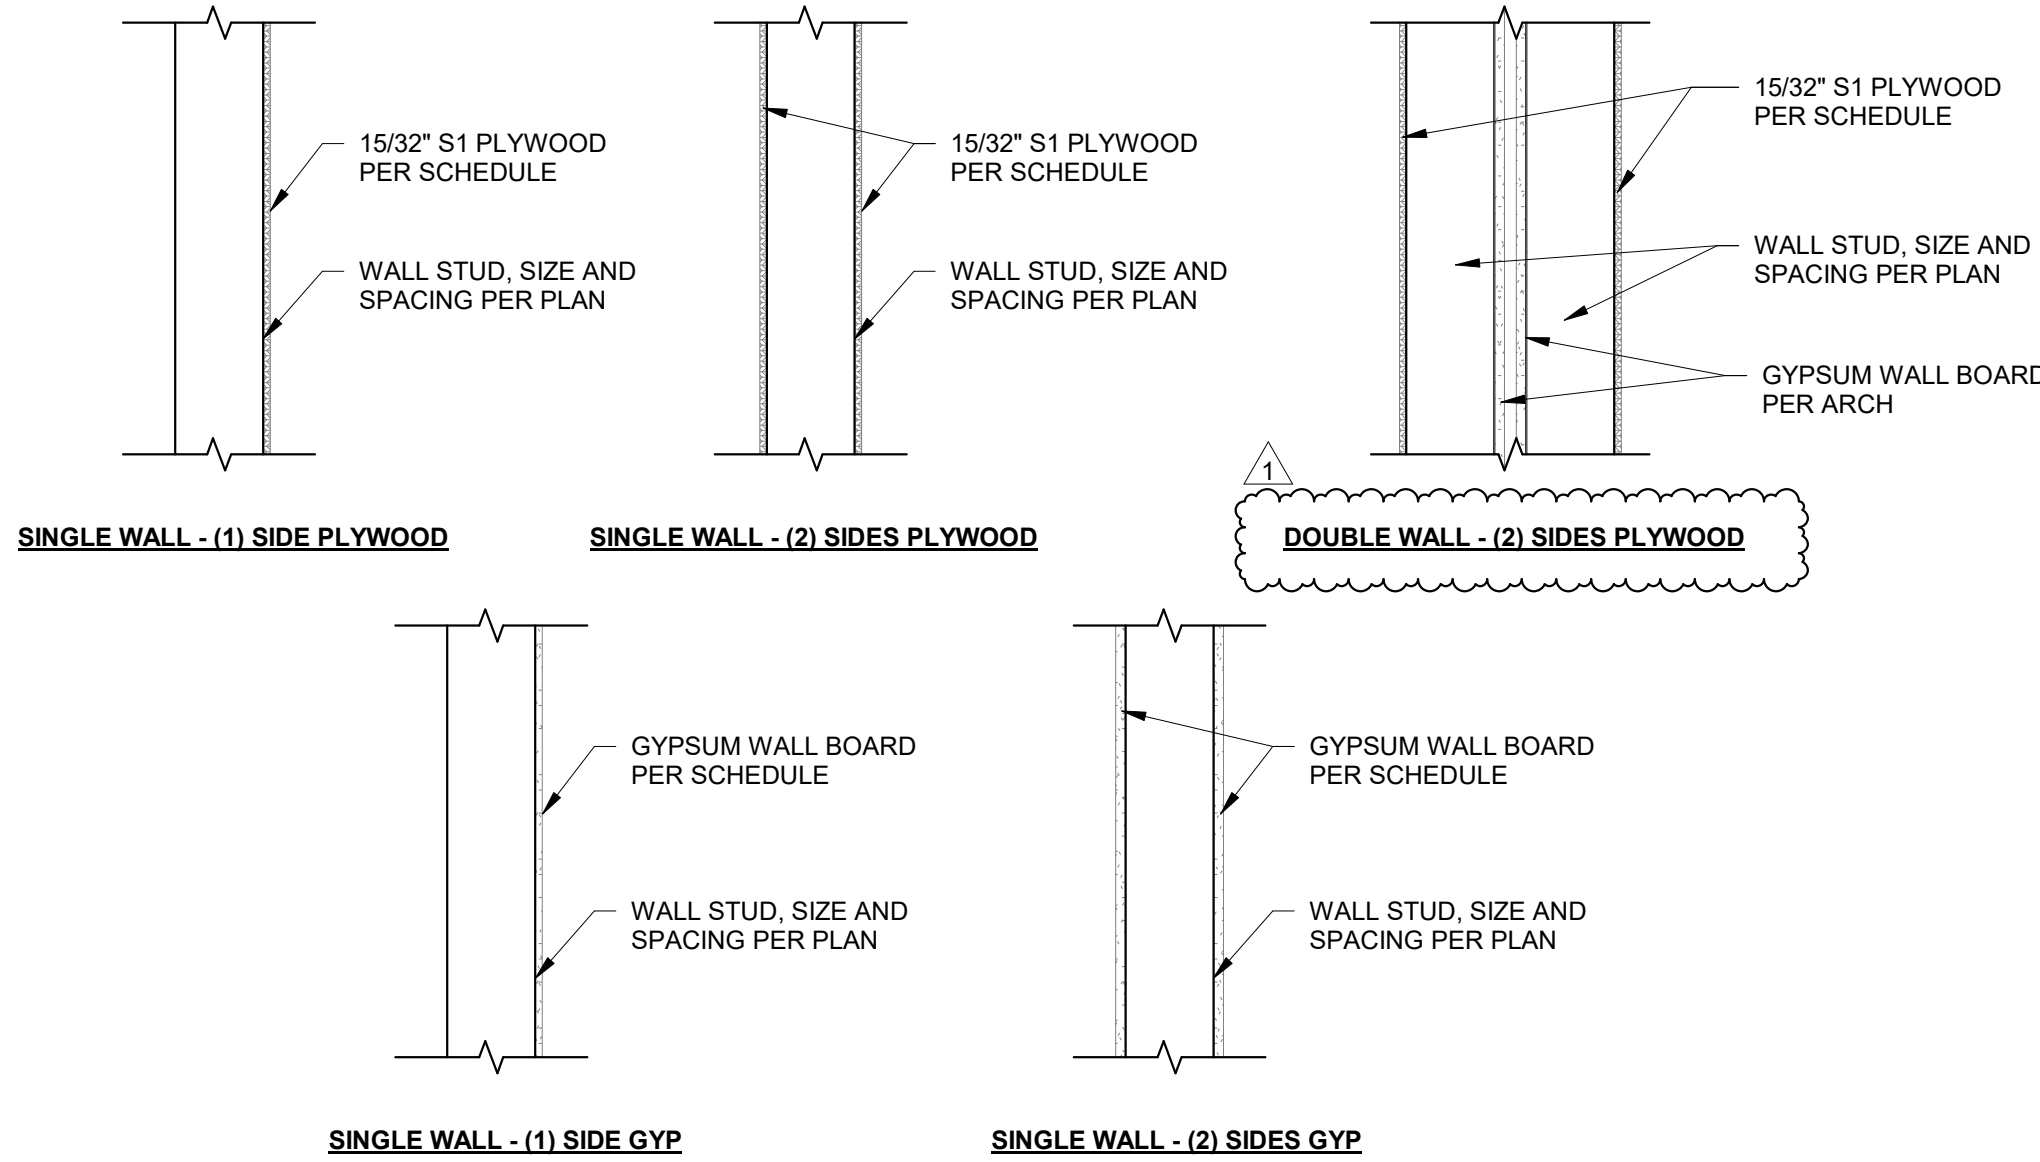 15/32" S1 PLYWOOD
PER SCHEDULE
WALL STUD, SIZE AND
SPACING PER PLAN
SINGLE WALL - (1) SIDE PLYWOOD
15/32" S1 PLYWOOD
PER SCHEDULE
WALL STUD, SIZE AND
SPACING PER PLAN
SINGLE WALL - (2) SIDES PLYWOOD
15/32" S1 PLYWOOD
PER SCHEDULE
WALL STUD, SIZE AND
SPACING PER PLAN
GYPSUM WALL BOARD
PER ARCH
1
DOUBLE WALL - (2) SIDES PLYWOOD
GYPSUM WALL BOARD
PER SCHEDULE
WALL STUD, SIZE AND
SPACING PER PLAN
SINGLE WALL - (1) SIDE GYP
GYPSUM WALL BOARD
PER SCHEDULE
WALL STUD, SIZE AND
SPACING PER PLAN
SINGLE WALL - (2) SIDES GYP